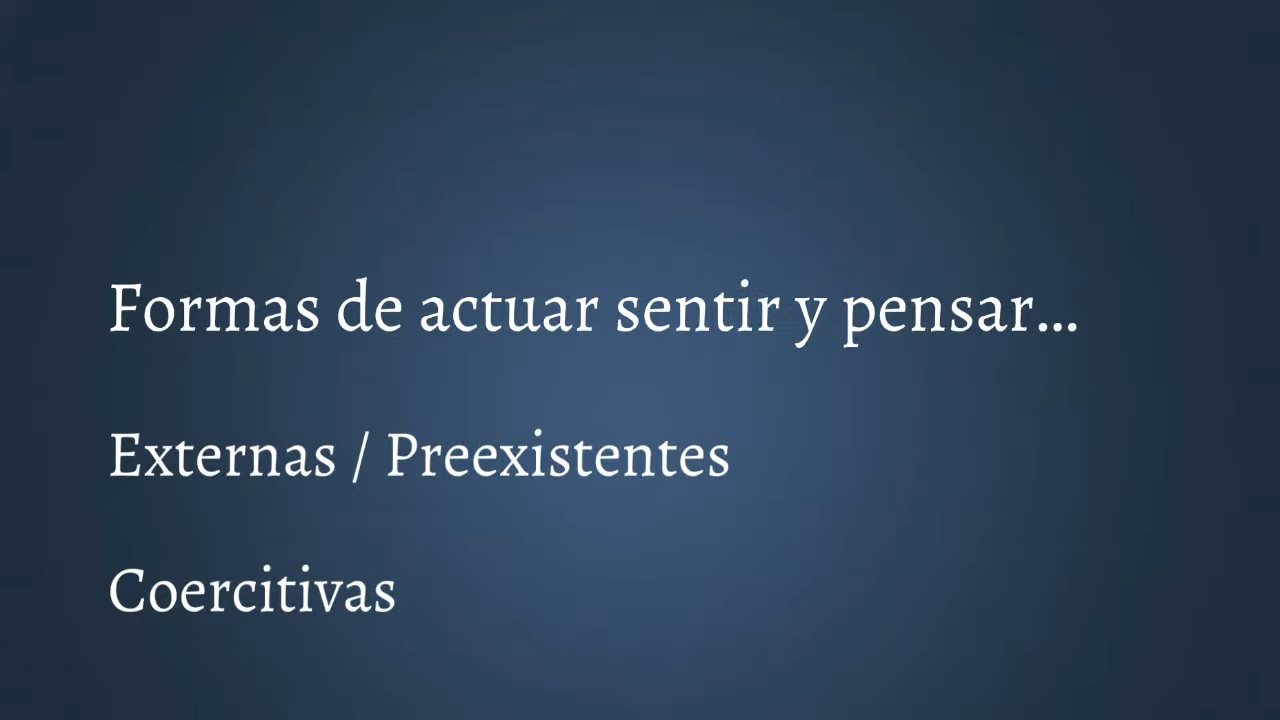 Formas de actuar sentir y pensar...
Externas / Preexistentes
Coercitivas